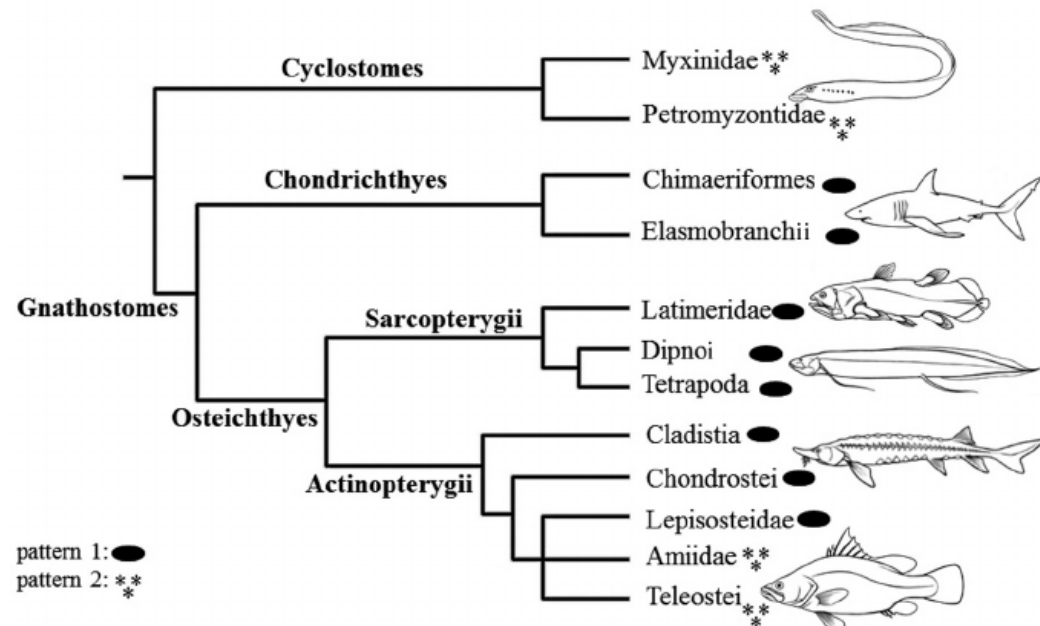 Cyclostomes
Myxinidae ***
Petromyzontidae ***
Chondrichthyes
Chimaeriformes
Elasmobranchii
Gnathostomes
Sarcopterygii
Latimeridae
Dipnoi
Tetrapoda
Osteichthyes
Actinopterygii
Cladistia
Chondrostei
Lepisosteidae
Amiidae ***
Teleostei ***
pattern 1:
pattern 2: ***